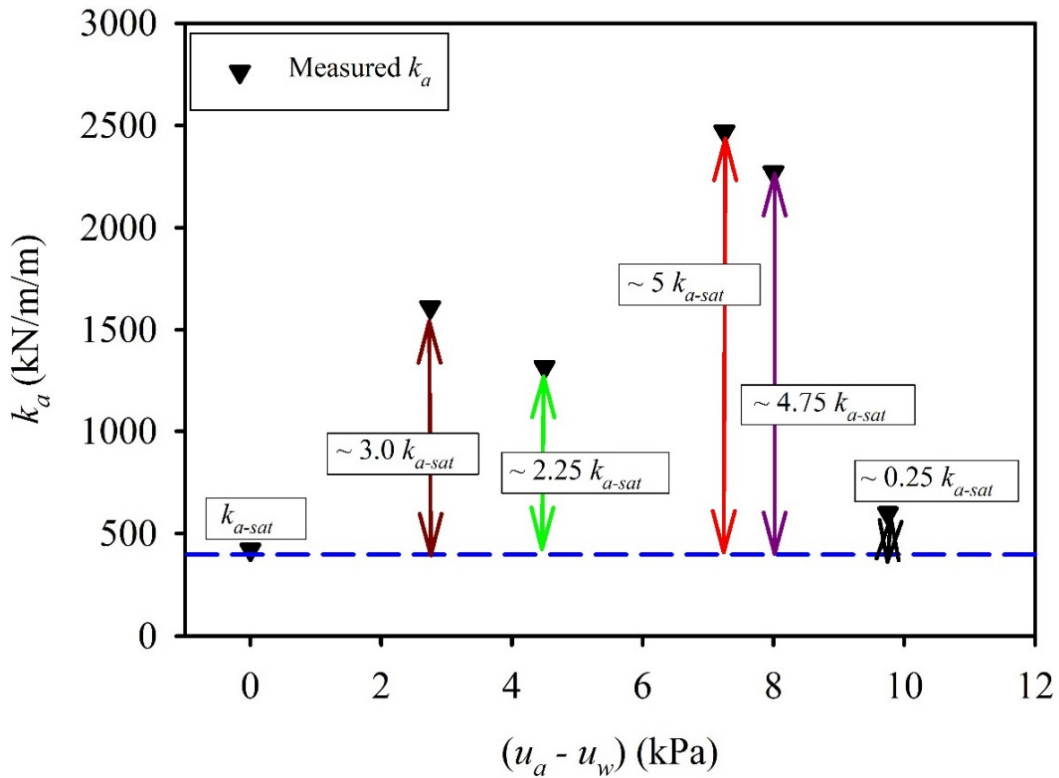 3000
2500
2000
1500
1000
500
0
k_a (kN/m/m)
Measured k_a
~ 5 k_a-sat
~ 4.75 k_a-sat
~ 3.0 k_a-sat
~ 2.25 k_a-sat
~ 0.25 k_a-sat
k_a-sat
0 2 4 6 8 10 12
(u_a - u_w) (kPa)